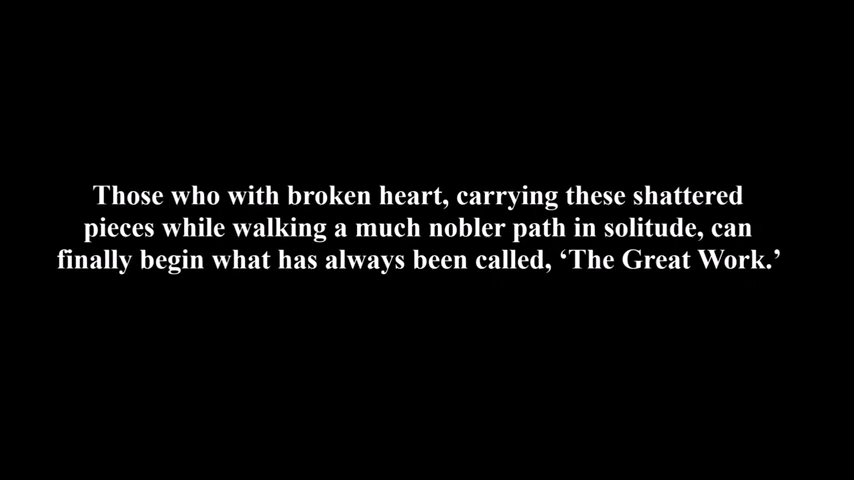 Those who with broken heart, carrying these shattered
pieces while walking a much nobler path in solitude, can
finally begin what has always been called, ‘The Great Work.’